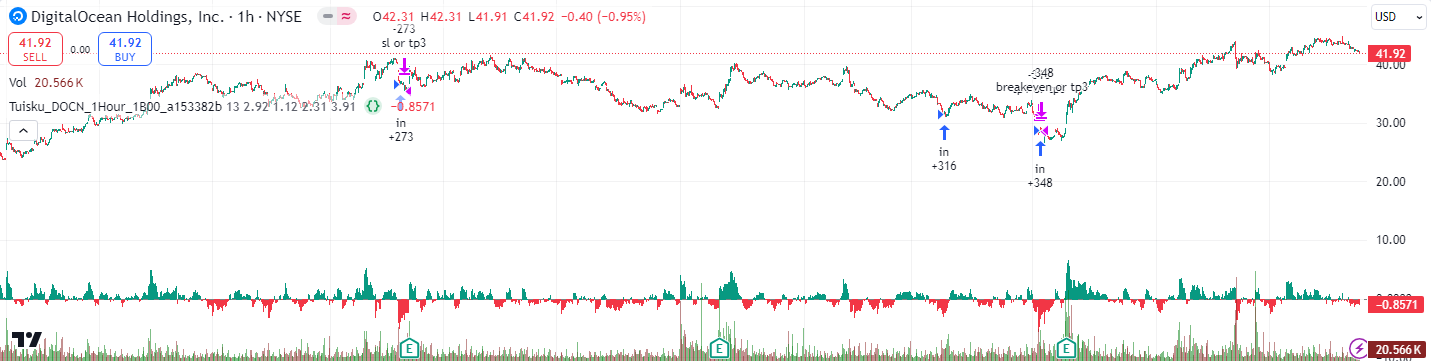 DigitalOcean Holdings, Inc. · 1h · NYSE O42.31 H42.31 L41.91 C41.92 −0.40 (−0.95%)
USD
41.92
SELL
0.00
41.92
BUY
Vol 20.566 K
Tuisku_DOCN_1Hour_1B00_a153382b 13 2.92 1.12 2.31 3.91 −0.8571
-273
sl or tp3
in
+273
in
+316
-348
breakeven or tp3
in
+348
41.92
40.00
30.00
20.00
10.00
−0.8571
20.566 K
E
E
E